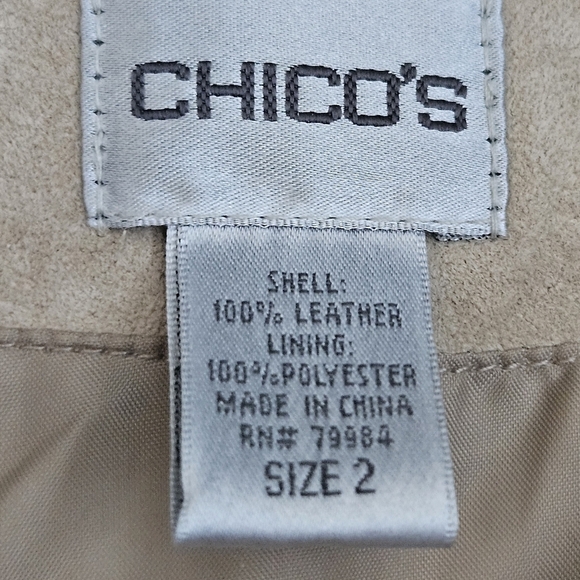 CHICO'S
SHELL:
100% LEATHER
LINING:
100% POLYESTER
MADE IN CHINA
RN# 79984
SIZE 2